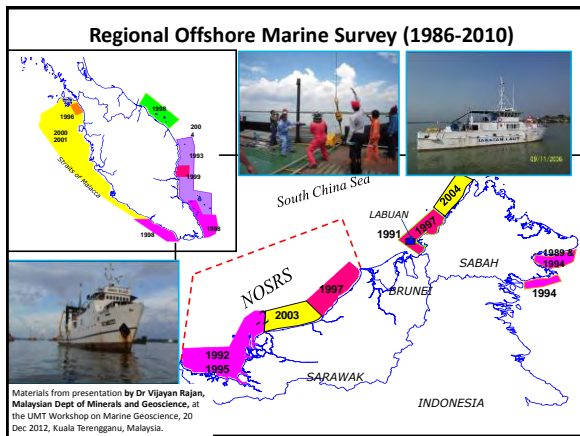 Regional Offshore Marine Survey (1986-2010)
1998
1996
200
4
2000
2001
1993
1999
Straits of Malacca
1998
1998
09/11/2006
South China Sea
2004
LABUAN
1997
1991
SABAH
1989 &
1994
BRUNEI
1994
NOSRS
1997
2003
1992
1995
SARAWAK
INDONESIA
Materials from presentation by Dr Vijayan Rajan,
Malaysian Dept of Minerals and Geoscience, at
the UMT Workshop on Marine Geoscience, 20
Dec 2012, Kuala Terengganu, Malaysia.